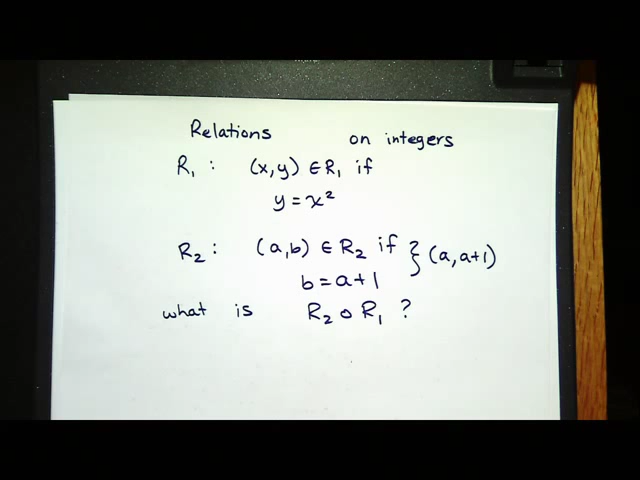 Relations on integers
R₁ : (x,y) ∈ R₁ if
y = x²
R₂ : (a,b) ∈ R₂ if } (a, a+1)
b = a+1
what is R₂ ∘ R₁ ?